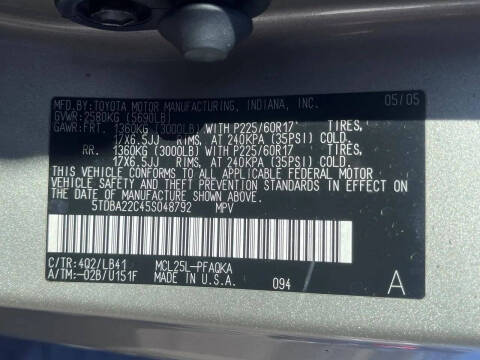 MFD.BY:TOYOTA MOTOR MANUFACTURING, INDIANA, INC. 05/05
GVWR:2580KG (5690LB)
GAWR:FRT. 1360KG (3000LB) WITH P225/60R17 TIRES,
17X6.5JJ RIMS, AT 240KPA (35PSI) COLD.
RR. 1360KG (3000LB) WITH P225/60R17 TIRES,
17X6.5JJ RIMS, AT 240KPA (35PSI) COLD.
THIS VEHICLE CONFORMS TO ALL APPLICABLE FEDERAL MOTOR
VEHICLE SAFETY AND THEFT PREVENTION STANDARDS IN EFFECT
ON THE DATE OF MANUFACTURE SHOWN ABOVE.
5TDBA22C45S048792 MPV
C/TR:4Q2/LB41 MCL25L-PFAQKA
A/TM:-02B/U151F MADE IN U.S.A. 094 A